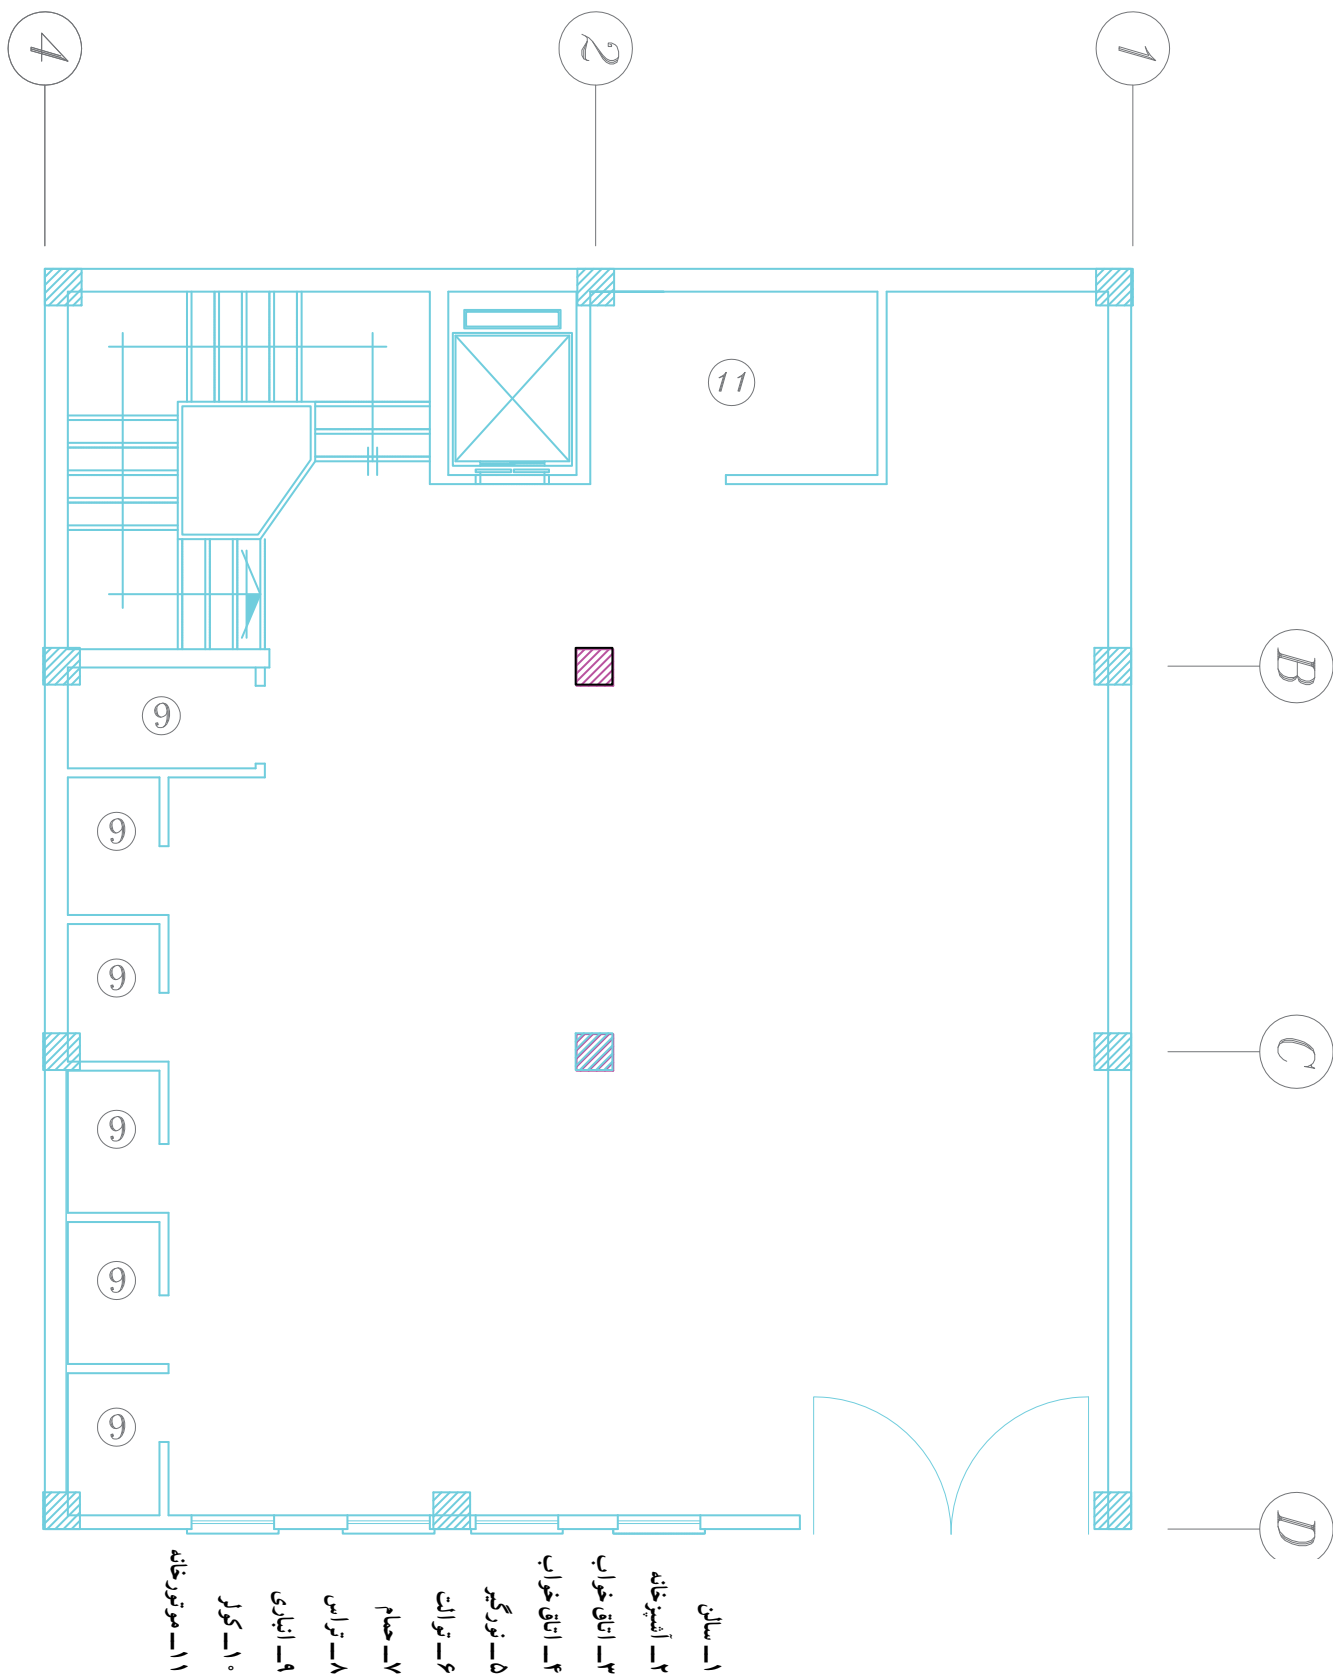 4
2
1
11
B
9
9
9
C
9
9
9
D
۱ــ سالن
۲ــ آشپزخانه
۳ــ اتاق خواب
۴ــ اتاق خواب
۵ــ نورگیر
۶ــ توالت
۷ــ حمام
۸ــ تراس
۹ــ انباری
۱۰ــ کولر
۱۱ــ موتورخانه